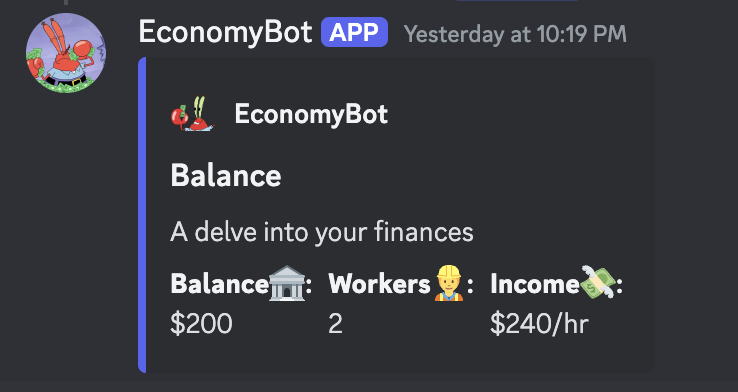 EconomyBot APP Yesterday at 10:19 PM
EconomyBot
Balance
A delve into your finances
Balance🏛️: Workers👷: Income💸:
$200 2 $240/hr